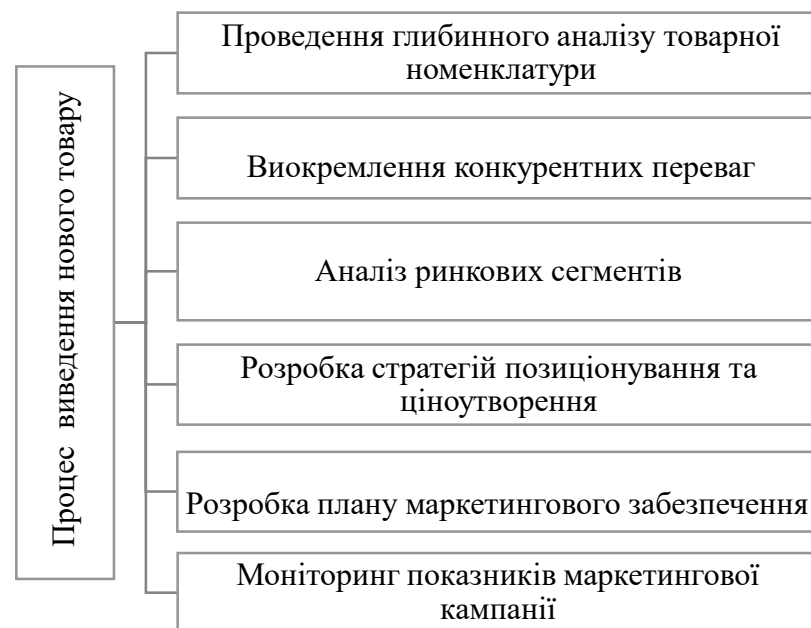 Процес виведення нового товару
Проведення глибинного аналізу товарної
номенклатури
Виокремлення конкурентних переваг
Аналіз ринкових сегментів
Розробка стратегій позиціонування та
ціноутворення
Розробка плану маркетингового забезпечення
Моніторинг показників маркетингової
кампанії